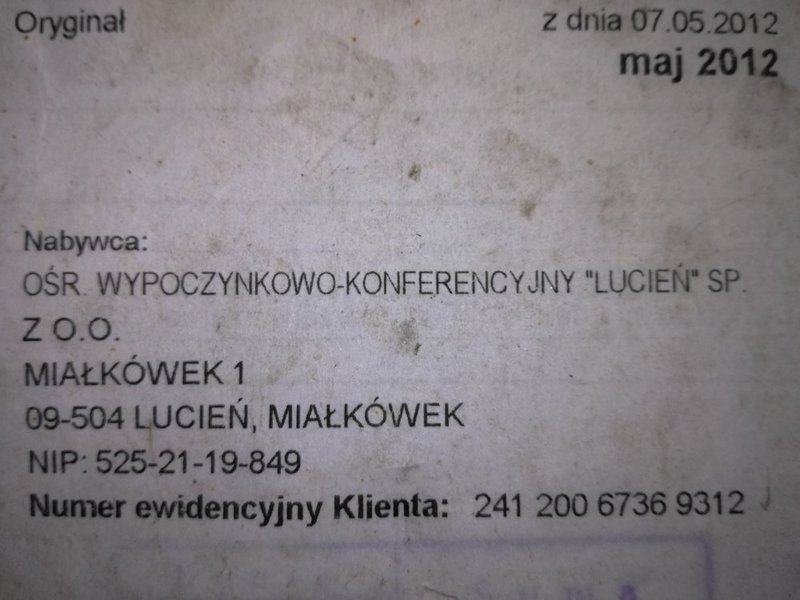 Oryginał
z dnia 07.05.2012
maj 2012
Nabywca:
OŚR. WYPOCZYNKOWO-KONFERENCYJNY "LUCIEŃ" SP.
Z O.O.
MIAŁKÓWEK 1
09-504 LUCIEŃ, MIAŁKÓWEK
NIP: 525-21-19-849
Numer ewidencyjny Klienta: 241 200 6736 9312